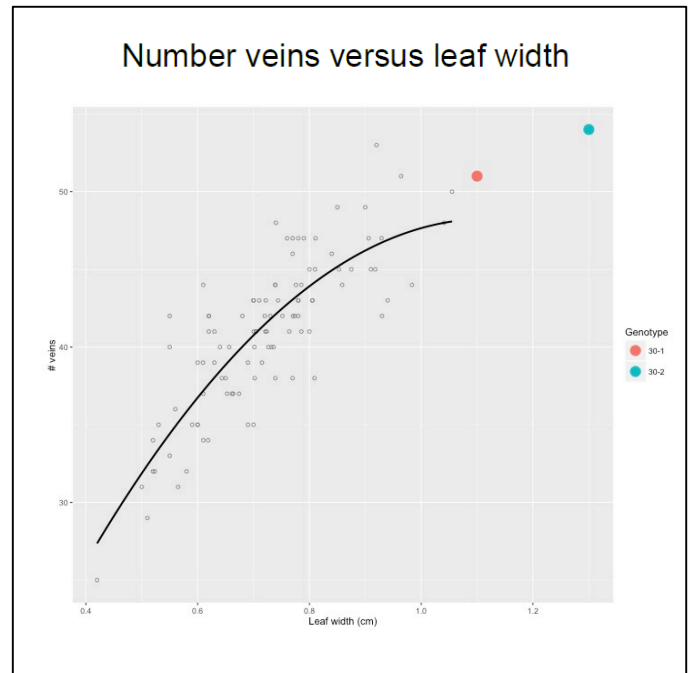 Number veins versus leaf width
50
40
30
# veins
0.4 0.6 0.8 1.0 1.2
Leaf width (cm)
Genotype
30-1
30-2